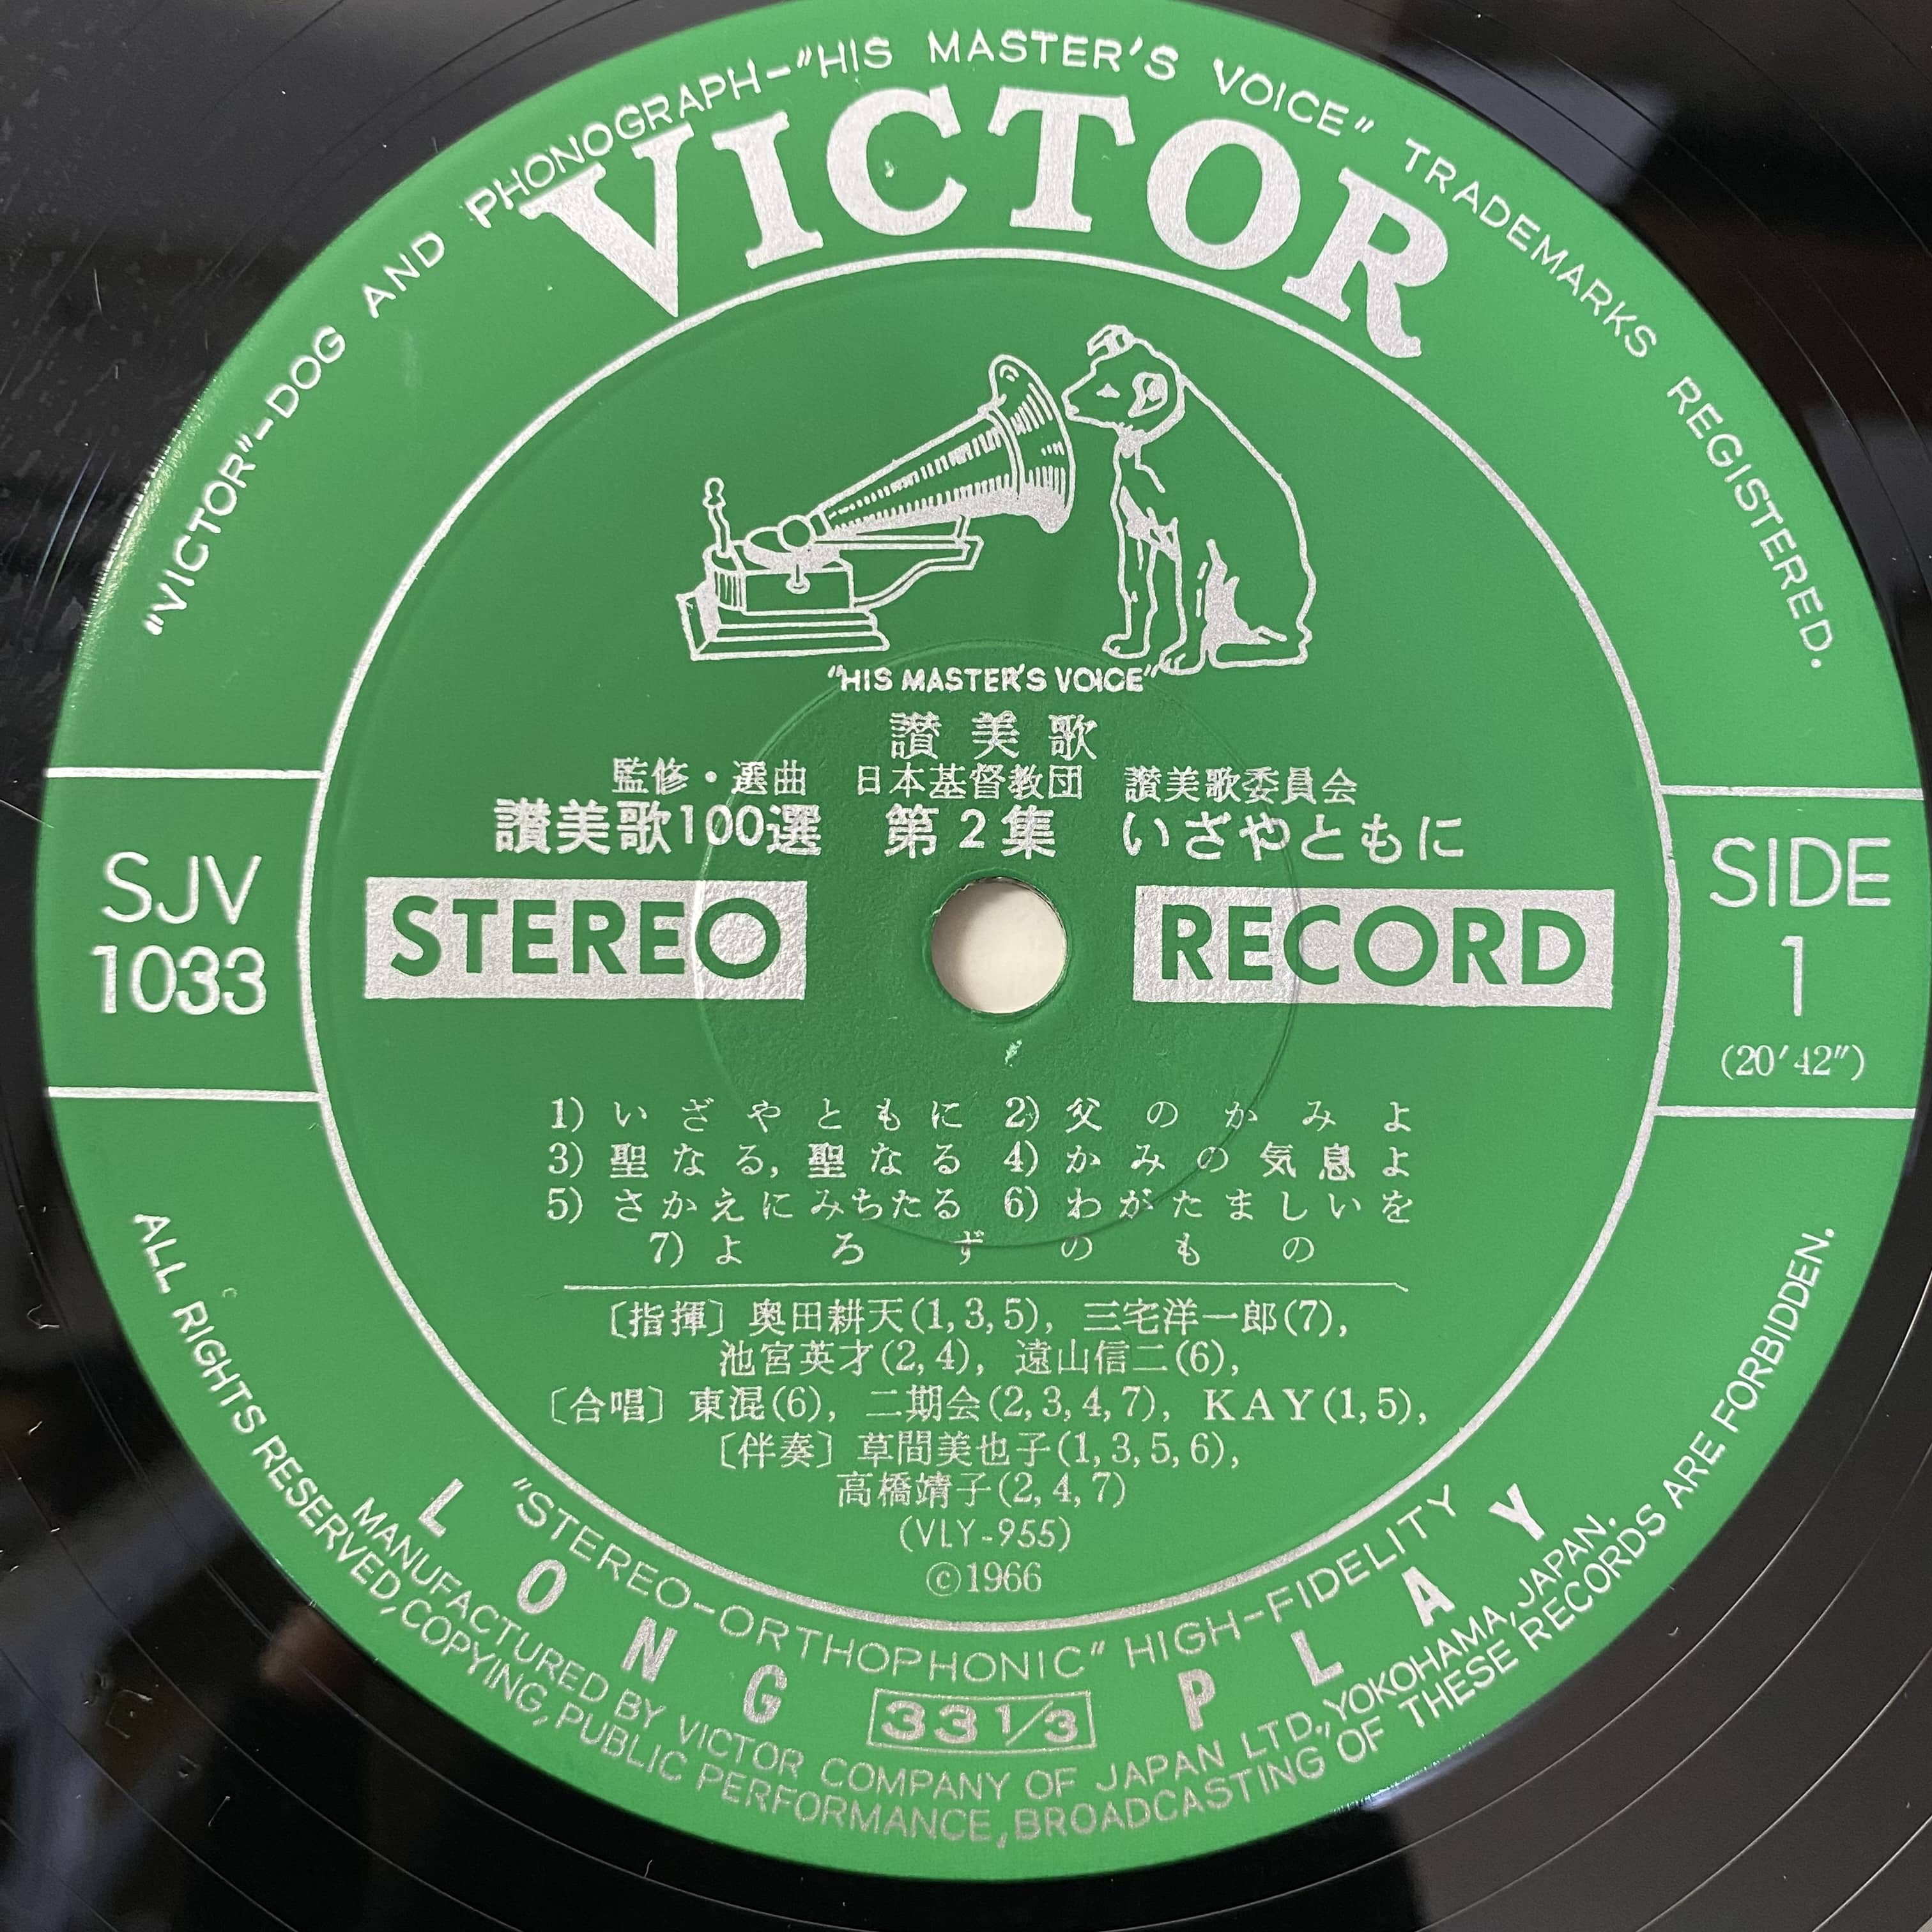 "VICTOR"-DOG AND PHONOGRAPH-"HIS MASTER'S VOICE" TRADEMARKS REGISTERED.
VICTOR
"HIS MASTER'S VOICE"
讃美歌
監修・選曲 日本基督教団 讃美歌委員会
讃美歌100選 第2集 いざやともに
SJV
1033
STEREO RECORD
SIDE
1
(20′42″)
1) いざやともに 2) 父のかみよ
3) 聖なる, 聖なる 4) かみの気息よ
5) さかえにみちたる 6) わがたましいを
7) よろずのもの
〔指揮〕奥田耕天(1, 3, 5), 三宅洋一郎(7),
池宮英才(2, 4), 遠山信二(6),
〔合唱〕東混(6), 二期会(2, 3, 4, 7), KAY(1, 5),
〔伴奏〕草間美也子(1, 3, 5, 6),
高橋靖子(2, 4, 7)
(VLY-955)
©1966
"STEREO-ORTHOPHONIC" HIGH-FIDELITY
LONG PLAY
33 1/3
MANUFACTURED BY VICTOR COMPANY OF JAPAN LTD., YOKOHAMA, JAPAN.
ALL RIGHTS RESERVED, COPYING, PUBLIC PERFORMANCE, BROADCASTING OF THESE RECORDS ARE FORBIDDEN.